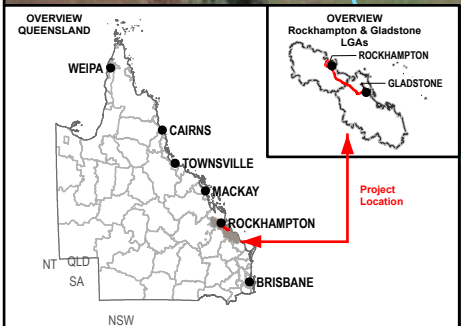 OVERVIEW
QUEENSLAND
WEIPA
CAIRNS
TOWNSVILLE
MACKAY
ROCKHAMPTON
BRISBANE
NT
QLD
SA
NSW
OVERVIEW
Rockhampton & Gladstone
LGAs
ROCKHAMPTON
GLADSTONE
Project
Location